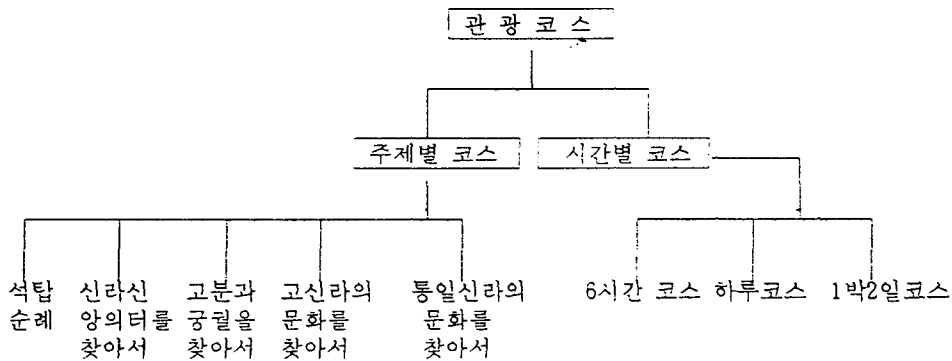 관 광 코 스
주제별 코스
시간별 코스
석탑
순례
신라신
앙의터를
찾아서
고분과
궁궐을
찾아서
고신라의
문화를
찾아서
통일신라의
문화를
찾아서
6시간 코스
하루코스
1박2일코스